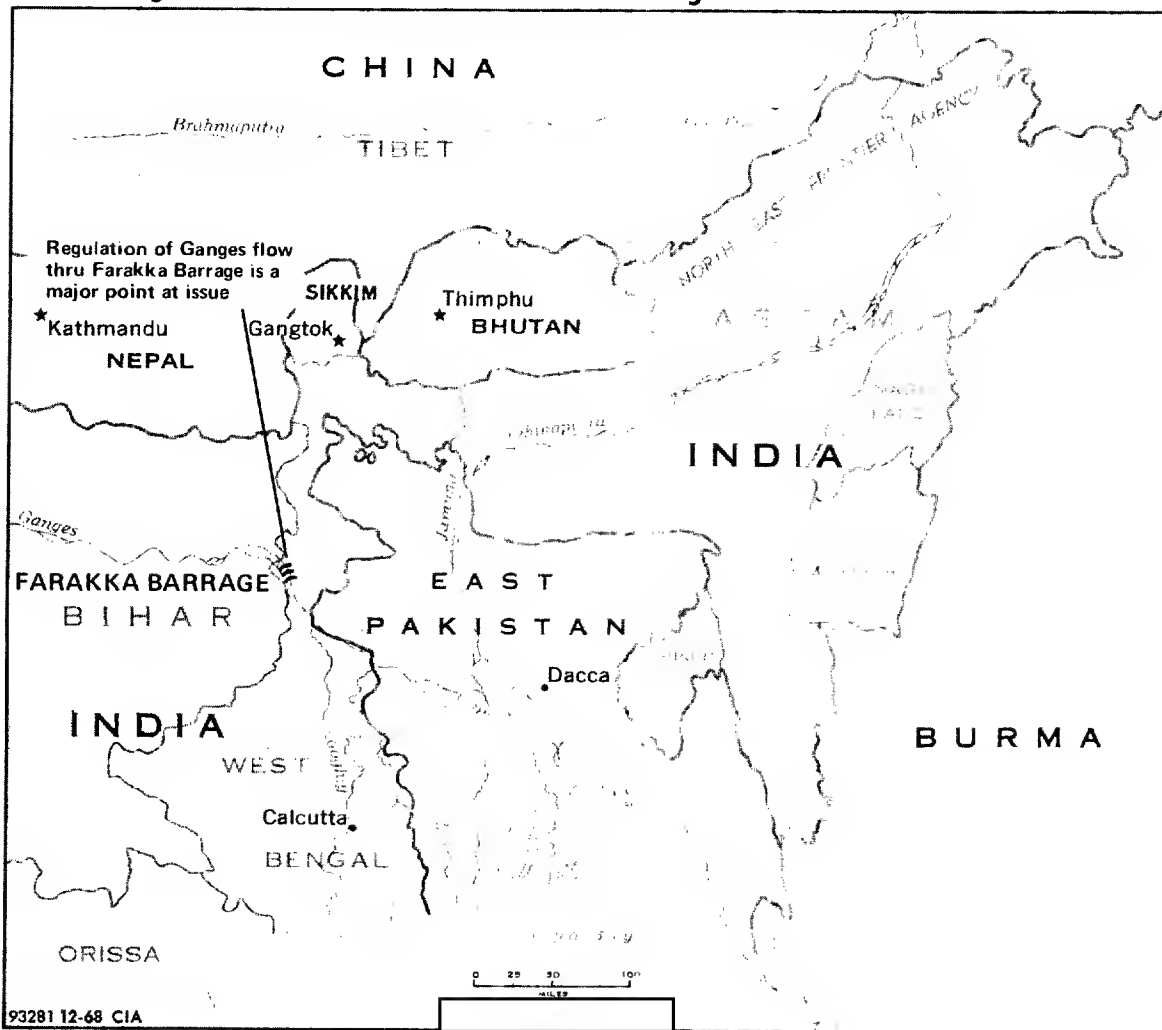 CHINA
Brahmaputra
TIBET
NORTH EAST FRONTIER AGENCY
Regulation of Ganges flow
thru Farakka Barrage is a
major point at issue
SIKKIM
Thimphu
Kathmandu
Gangtok
BHUTAN
ASSAM
NEPAL
INDIA
Ganges
FARAKKA BARRAGE
EAST
BIHAR
PAKISTAN
Dacca
INDIA
BURMA
WEST
Calcutta
BENGAL
ORISSA
0 25 50 100
MILES
93281 12-68 CIA